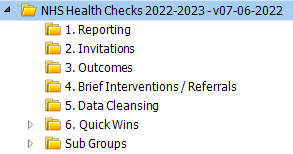 NHS Health Checks 2022-2023 - v07-06-2022
1. Reporting
2. Invitations
3. Outcomes
4. Brief Interventions / Referrals
5. Data Cleansing
6. Quick Wins
Sub Groups